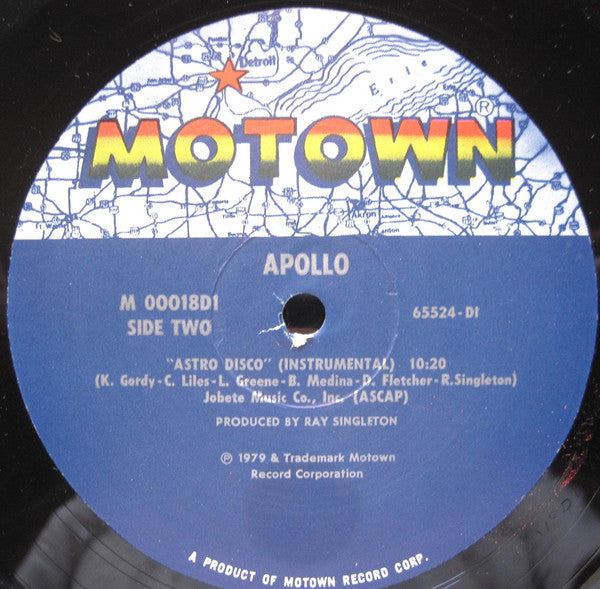 Detroit
Erie
MOTOWN®
Akron
Canton
APOLLO
M 00018D1
SIDE TWO
65524-DI
"ASTRO DISCO" (INSTRUMENTAL) 10:20
(K. Gordy-C. Liles-L. Greene-B. Medina-D. Fletcher-R.Singleton)
Jobete Music Co., Inc. (ASCAP)
PRODUCED BY RAY SINGLETON
℗ 1979 & Trademark Motown
Record Corporation
A PRODUCT OF MOTOWN RECORD CORP.